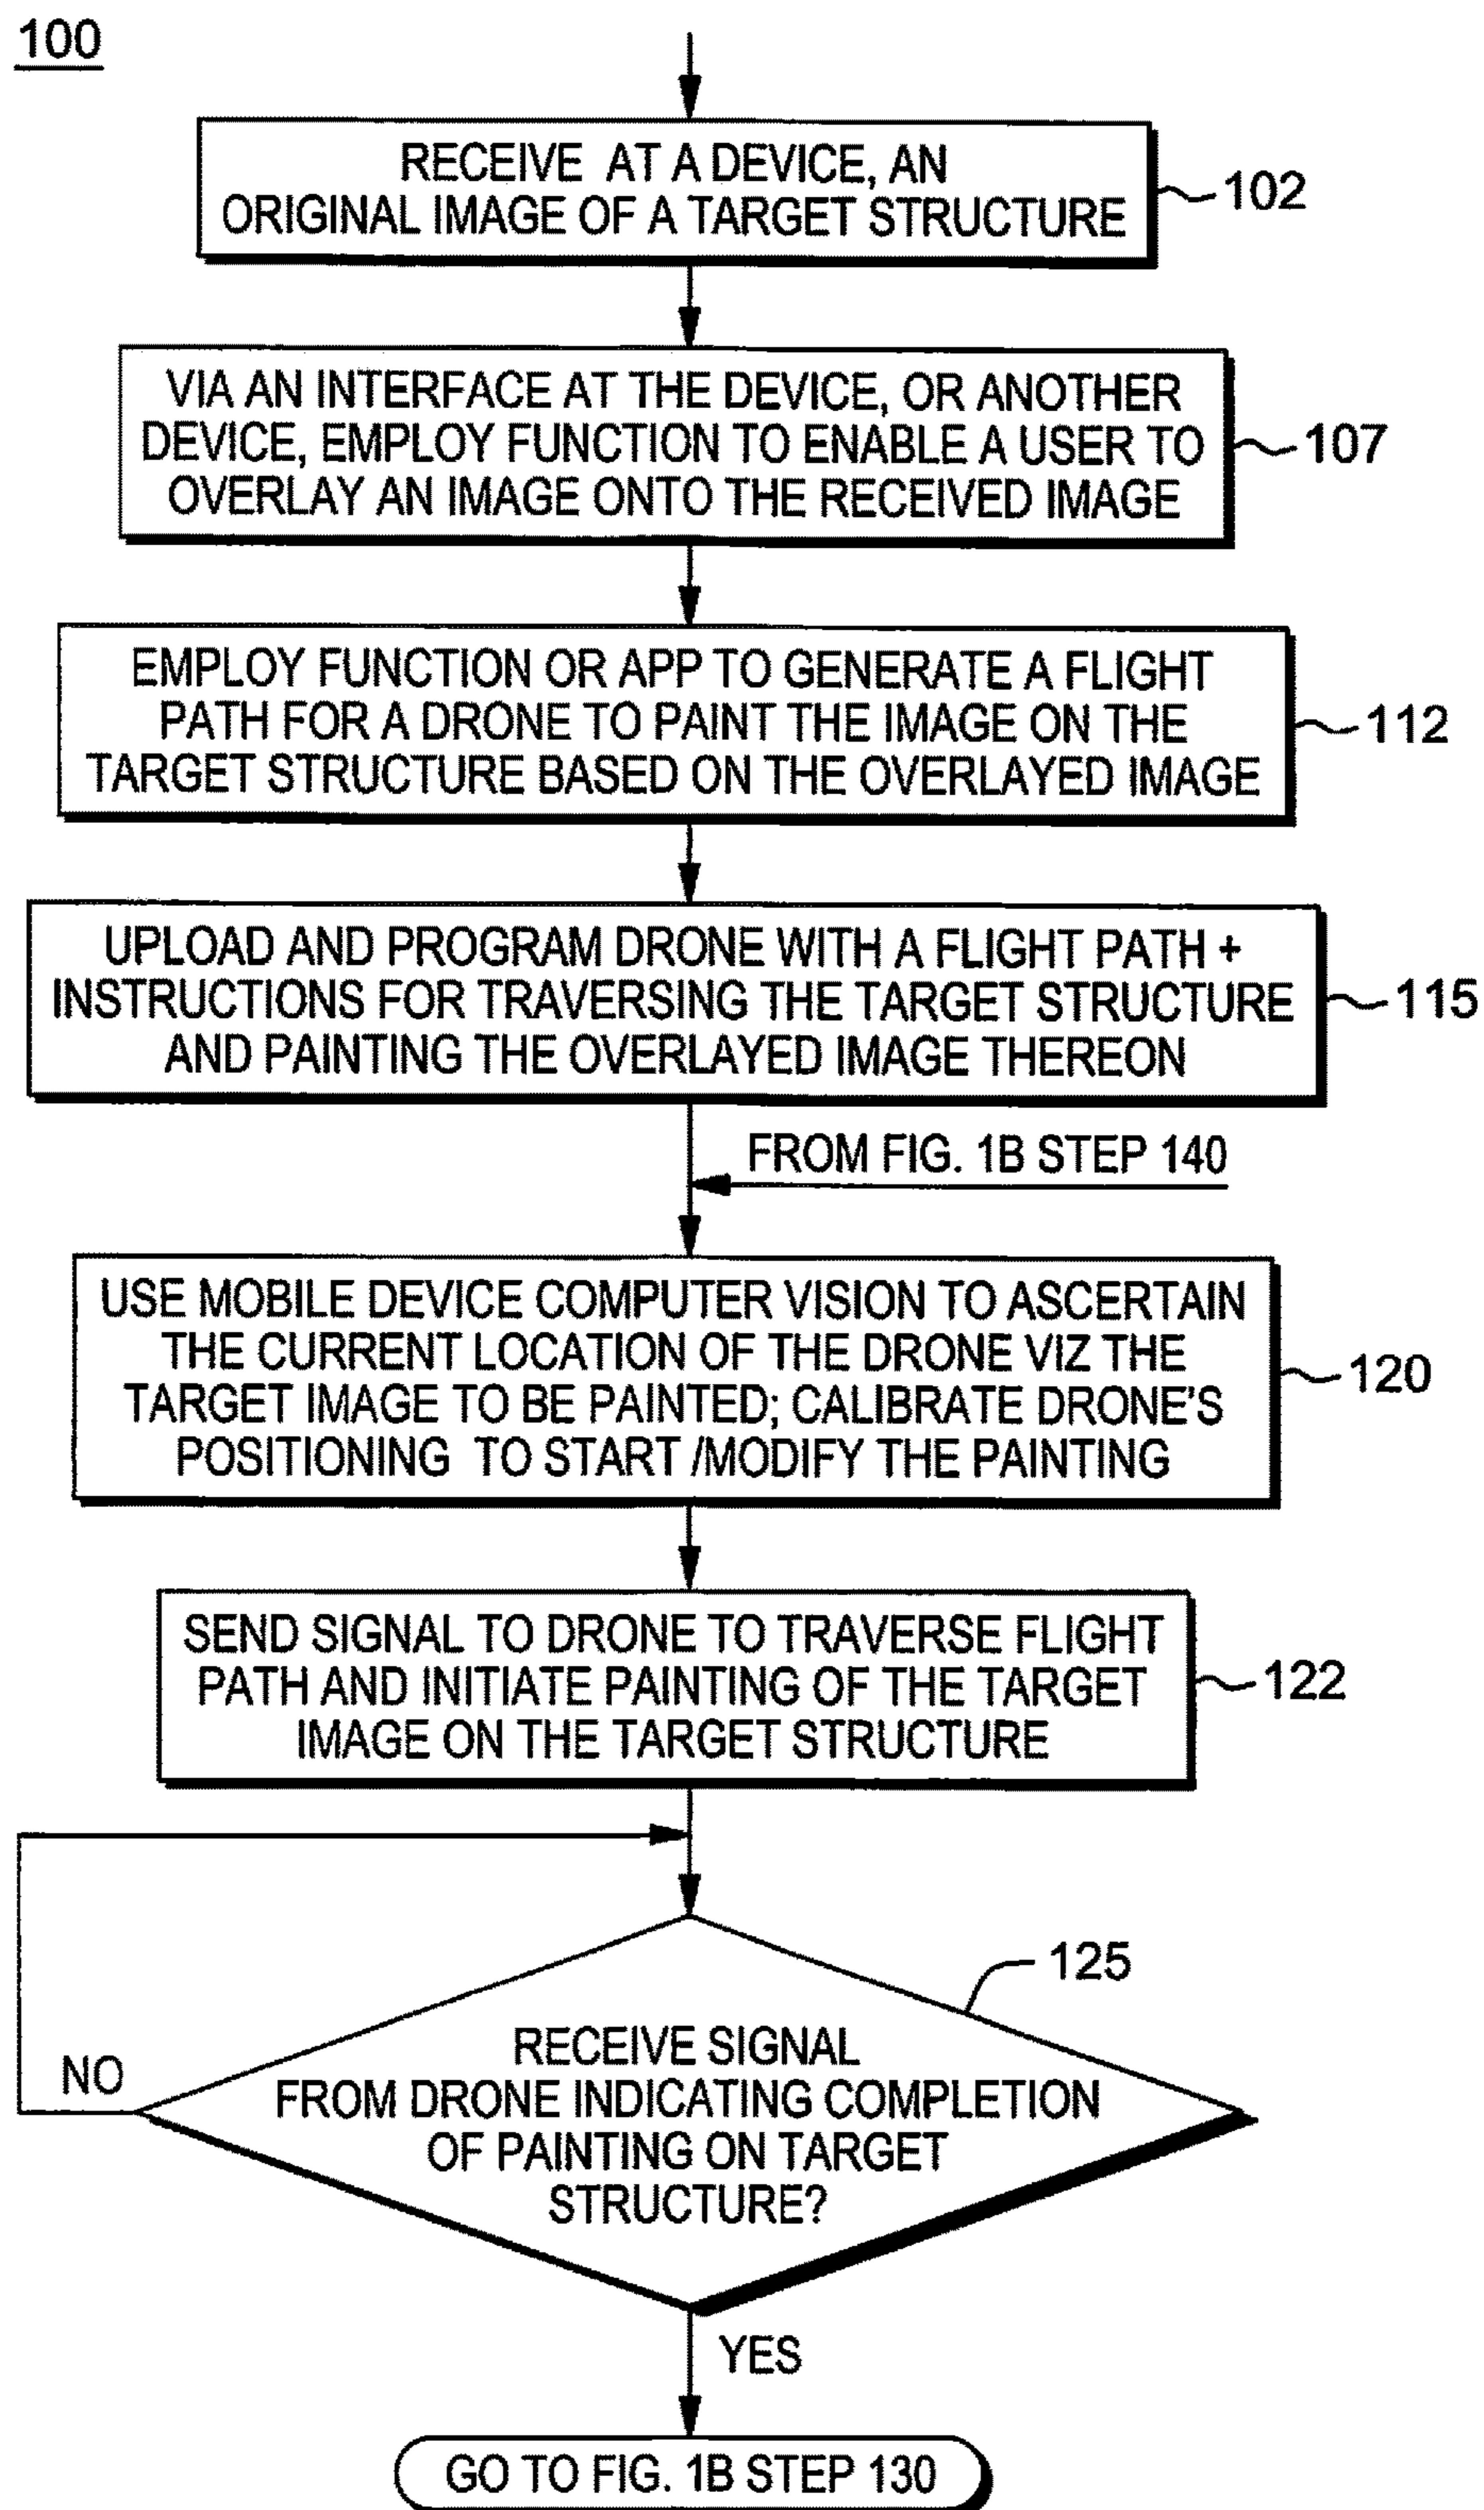 100
RECEIVE AT A DEVICE, AN
ORIGINAL IMAGE OF A TARGET STRUCTURE
102
VIA AN INTERFACE AT THE DEVICE, OR ANOTHER
DEVICE, EMPLOY FUNCTION TO ENABLE A USER TO
OVERLAY AN IMAGE ONTO THE RECEIVED IMAGE
107
EMPLOY FUNCTION OR APP TO GENERATE A FLIGHT
PATH FOR A DRONE TO PAINT THE IMAGE ON THE
TARGET STRUCTURE BASED ON THE OVERLAYED IMAGE
112
UPLOAD AND PROGRAM DRONE WITH A FLIGHT PATH +
INSTRUCTIONS FOR TRAVERSING THE TARGET STRUCTURE
AND PAINTING THE OVERLAYED IMAGE THEREON
115
FROM FIG. 1B STEP 140
USE MOBILE DEVICE COMPUTER VISION TO ASCERTAIN
THE CURRENT LOCATION OF THE DRONE VIZ THE
TARGET IMAGE TO BE PAINTED; CALIBRATE DRONE'S
POSITIONING TO START /MODIFY THE PAINTING
120
SEND SIGNAL TO DRONE TO TRAVERSE FLIGHT
PATH AND INITIATE PAINTING OF THE TARGET
IMAGE ON THE TARGET STRUCTURE
122
125
RECEIVE SIGNAL
FROM DRONE INDICATING COMPLETION
OF PAINTING ON TARGET
STRUCTURE?
NO
YES
GO TO FIG. 1B STEP 130